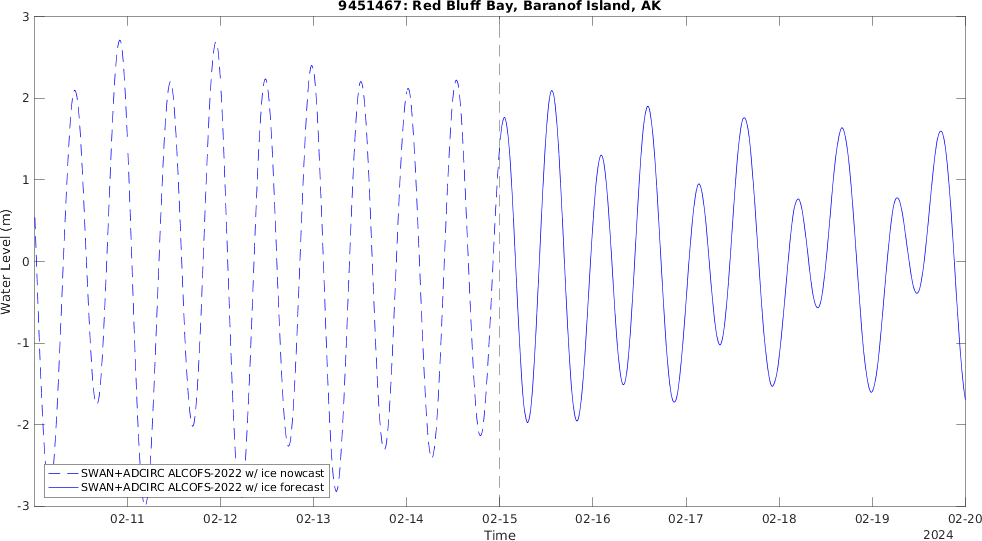 9451467: Red Bluff Bay, Baranof Island, AK
Water Level (m)
3
2
1
0
-1
-2
-3
SWAN+ADCIRC ALCOFS-2022 w/ ice nowcast
SWAN+ADCIRC ALCOFS-2022 w/ ice forecast
02-11 02-12 02-13 02-14 02-15 02-16 02-17 02-18 02-19 02-20
Time
2024